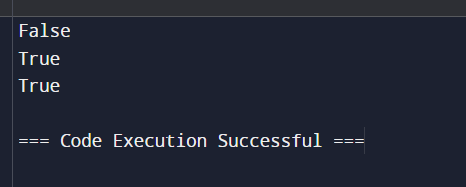 False
True
True
=== Code Execution Successful ===